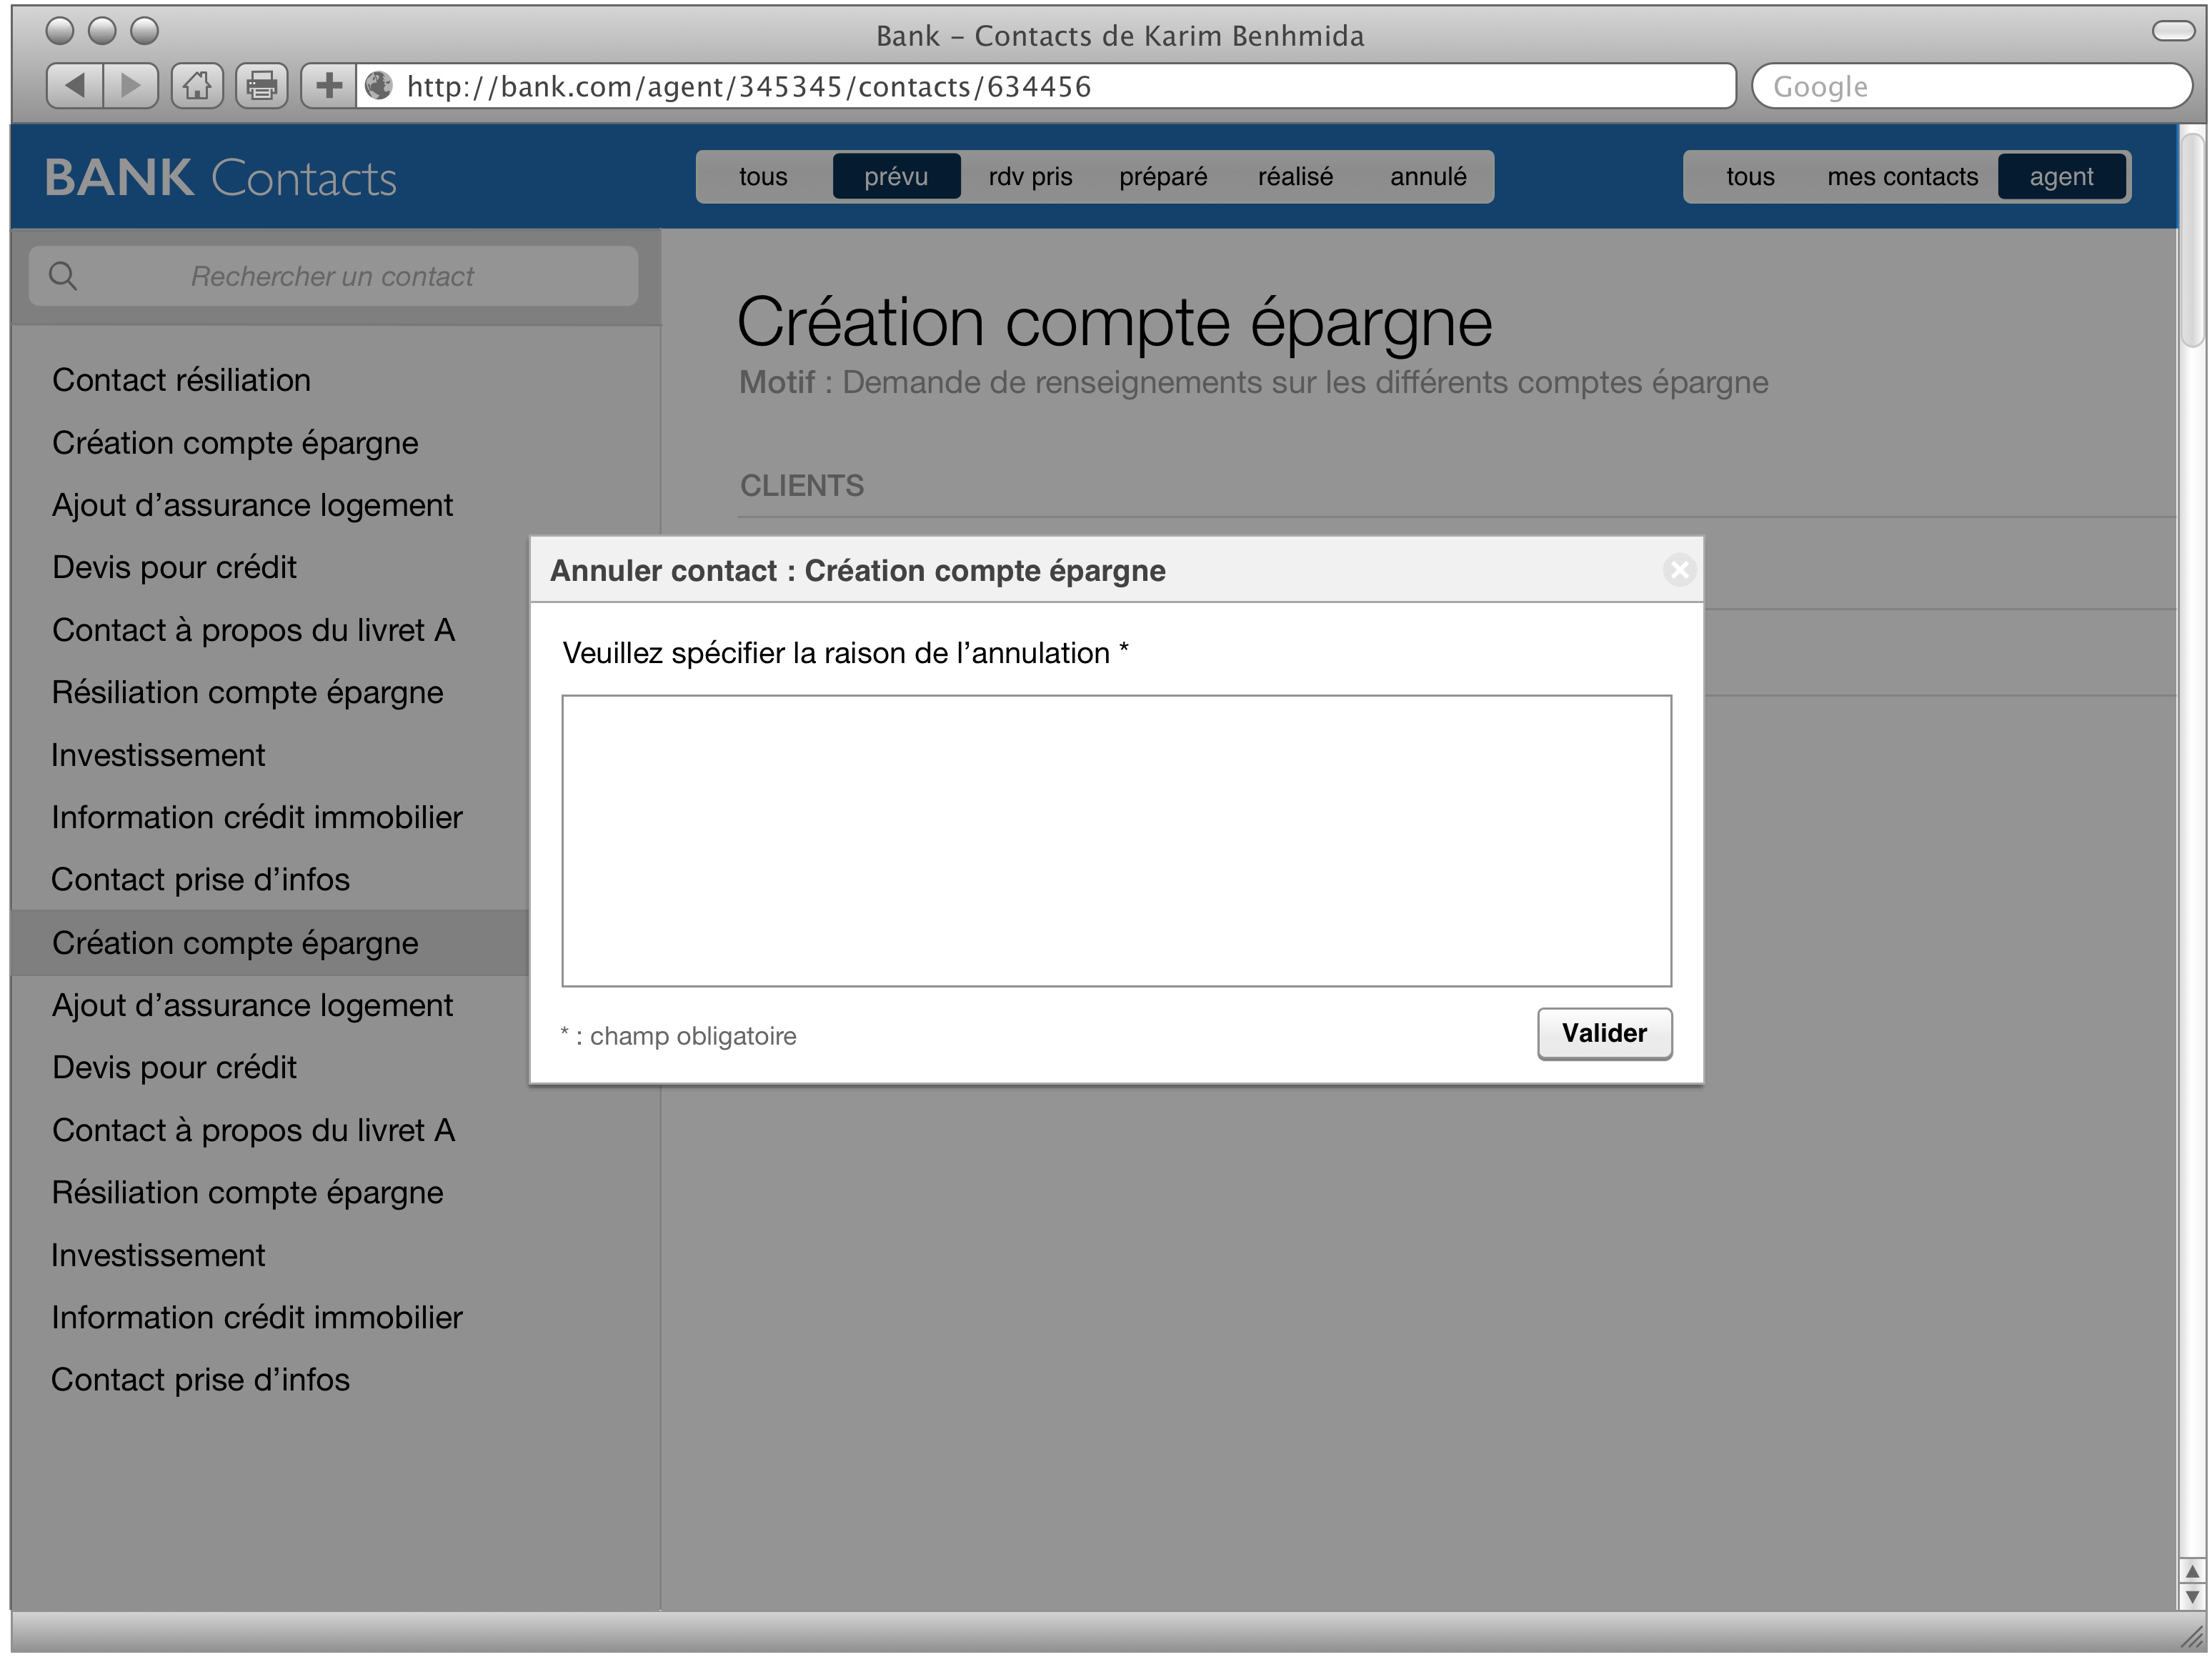 Bank – Contacts de Karim Benhmida
http://bank.com/agent/345345/contacts/634456
Google
BANK Contacts
tous prévu rdv pris préparé réalisé annulé
tous mes contacts agent
Rechercher un contact
Contact résiliation
Création compte épargne
Ajout d’assurance logement
Devis pour crédit
Contact à propos du livret A
Résiliation compte épargne
Investissement
Information crédit immobilier
Contact prise d’infos
Création compte épargne
Ajout d’assurance logement
Devis pour crédit
Contact à propos du livret A
Résiliation compte épargne
Investissement
Information crédit immobilier
Contact prise d’infos
Création compte épargne
Motif : Demande de renseignements sur les différents comptes épargne
CLIENTS
Annuler contact : Création compte épargne
Veuillez spécifier la raison de l’annulation *
* : champ obligatoire
Valider